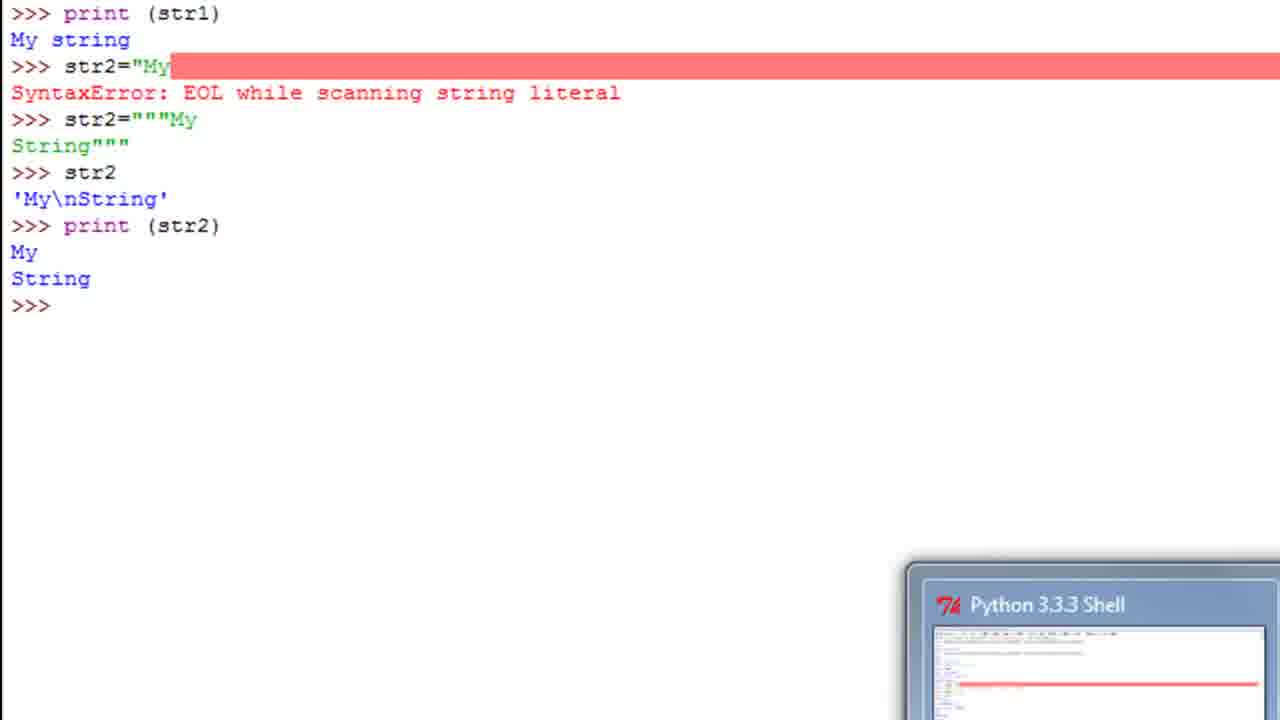 >>> print (str1)
My string
>>> str2="My
SyntaxError: EOL while scanning string literal
>>> str2="""My
String"""
>>> str2
'My\nString'
>>> print (str2)
My
String
>>>
Python 3.3.3 Shell